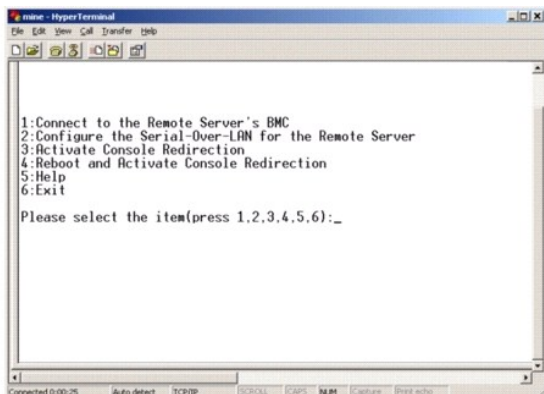 mine - HyperTerminal
File Edit View Call Transfer Help
1:Connect to the Remote Server's BMC
2:Configure the Serial-Over-LAN for the Remote Server
3:Activate Console Redirection
4:Reboot and Activate Console Redirection
5:Help
6:Exit
Please select the item(press 1,2,3,4,5,6):_
Connected 0:00:25 Auto detect TCP/IP SCROLL CAPS NUM Capture Print echo